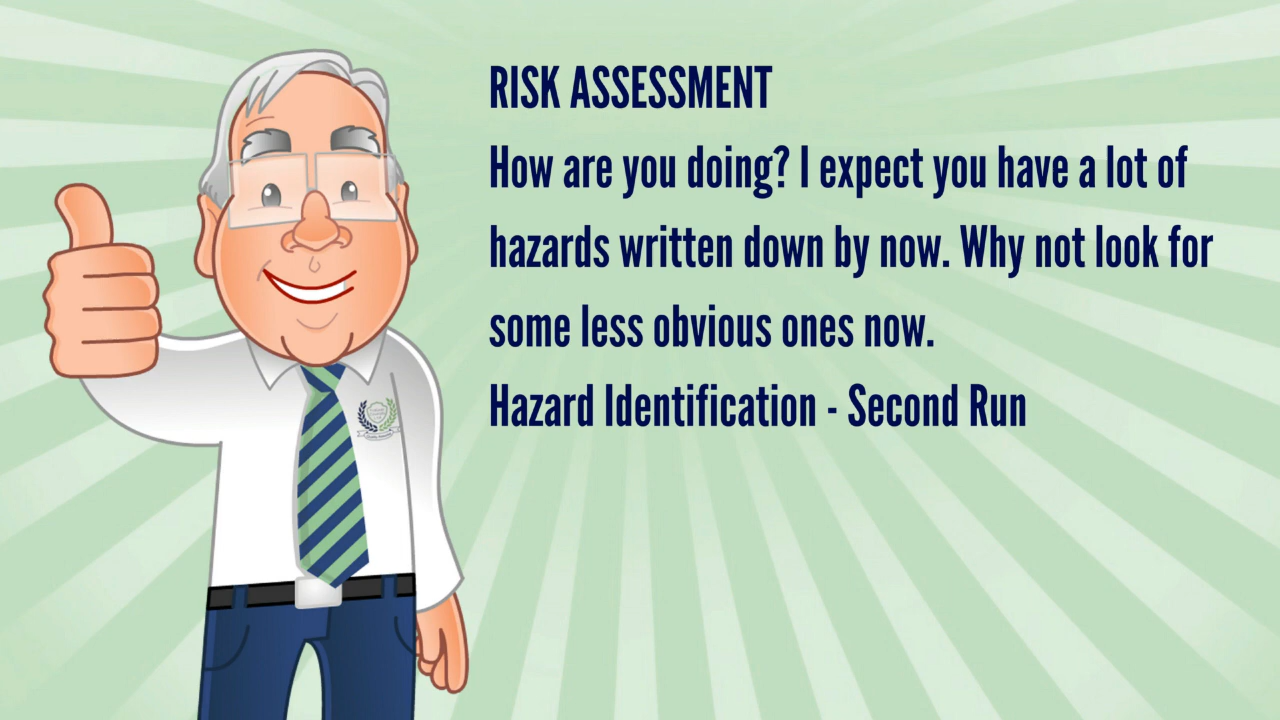 RISK ASSESSMENT
How are you doing? I expect you have a lot of
hazards written down by now. Why not look for
some less obvious ones now.
Hazard Identification - Second Run